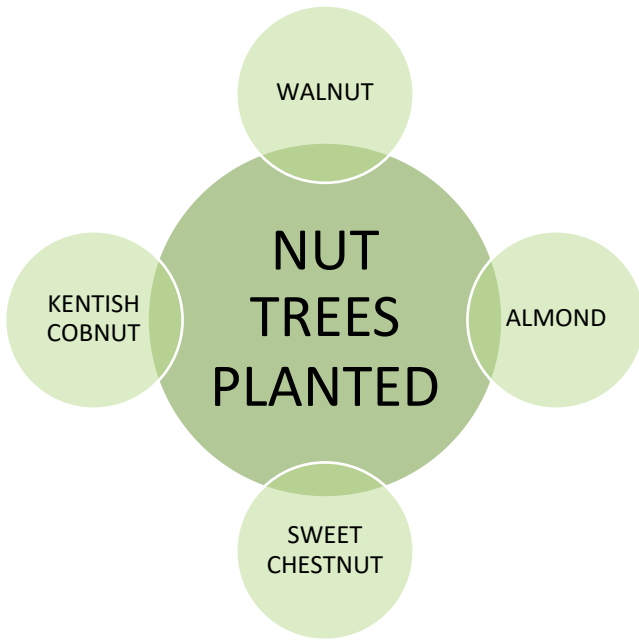 WALNUT
NUT
TREES
PLANTED
KENTISH
COBNUT
ALMOND
SWEET
CHESTNUT